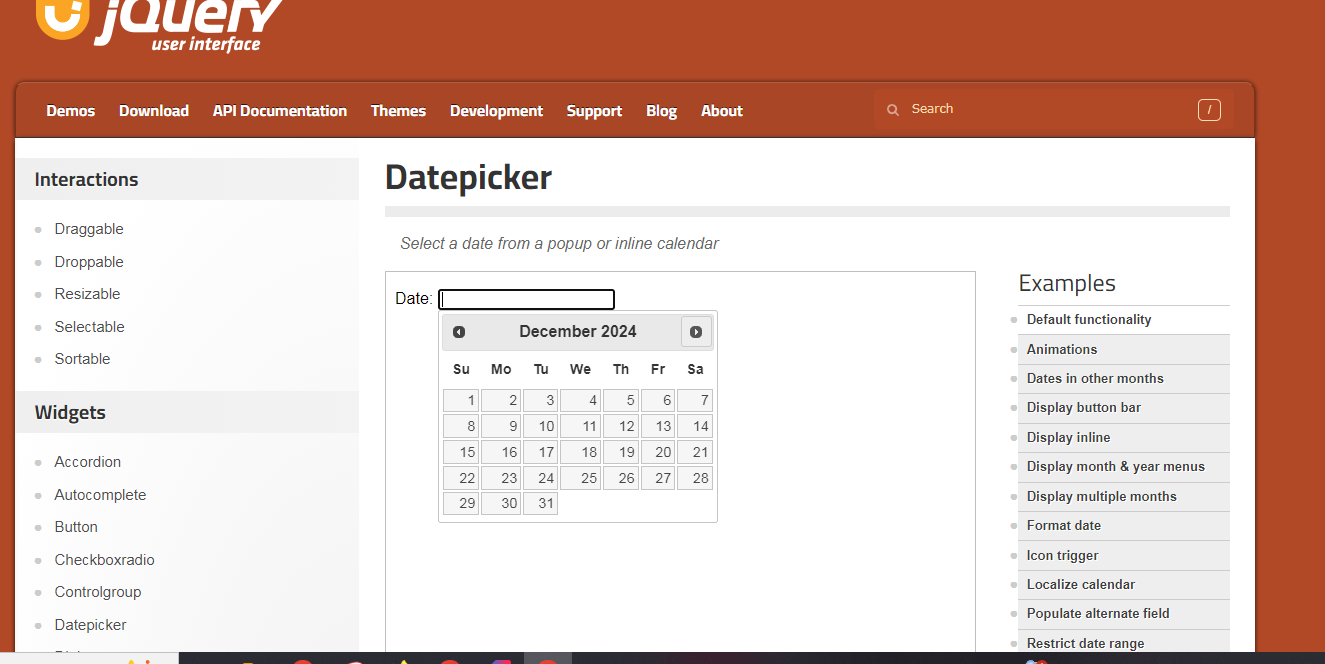 jQuery
user interface
Demos Download API Documentation Themes Development Support Blog About Search /
Interactions
Draggable
Droppable
Resizable
Selectable
Sortable
Widgets
Accordion
Autocomplete
Button
Checkboxradio
Controlgroup
Datepicker
Datepicker
Select a date from a popup or inline calendar
Date:
December 2024
Su Mo Tu We Th Fr Sa
1 2 3 4 5 6 7
8 9 10 11 12 13 14
15 16 17 18 19 20 21
22 23 24 25 26 27 28
29 30 31
Examples
Default functionality
Animations
Dates in other months
Display button bar
Display inline
Display month & year menus
Display multiple months
Format date
Icon trigger
Localize calendar
Populate alternate field
Restrict date range